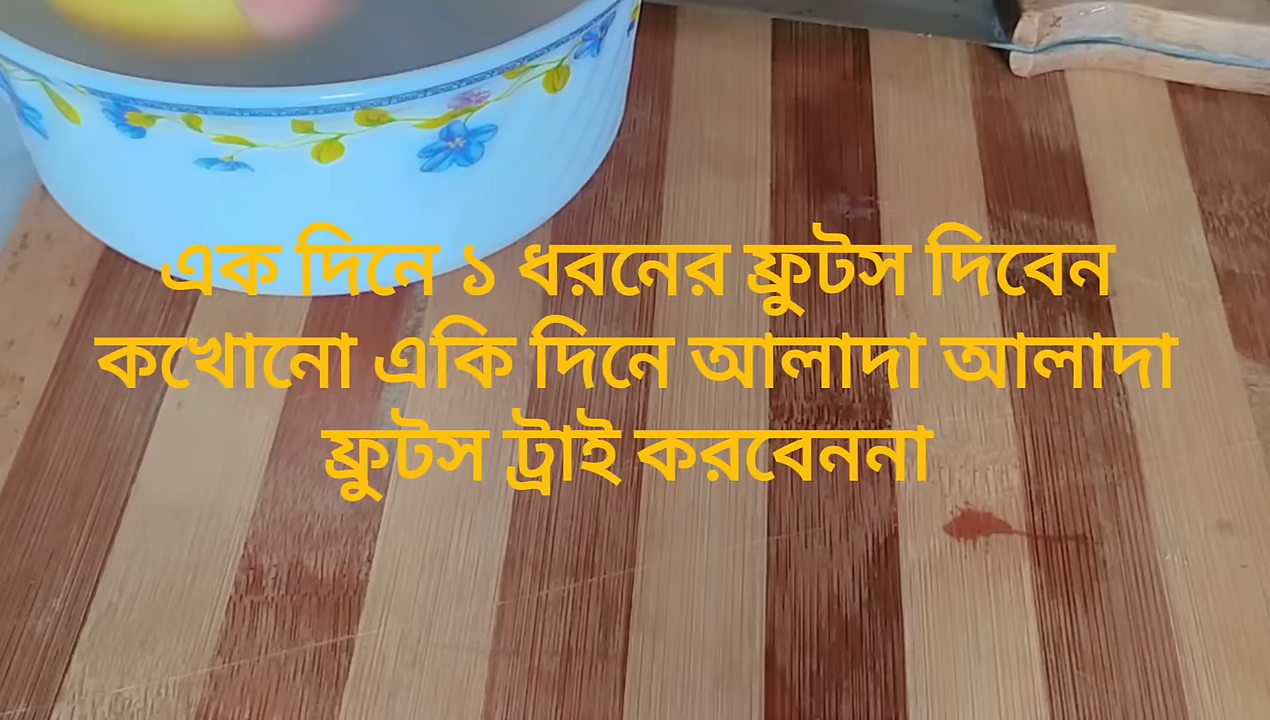 এক দিনে ১ ধরনের ফ্রুটস দিবেন
কখোনো একি দিনে আলাদা আলাদা
ফ্রুটস ট্রাই করবেননা